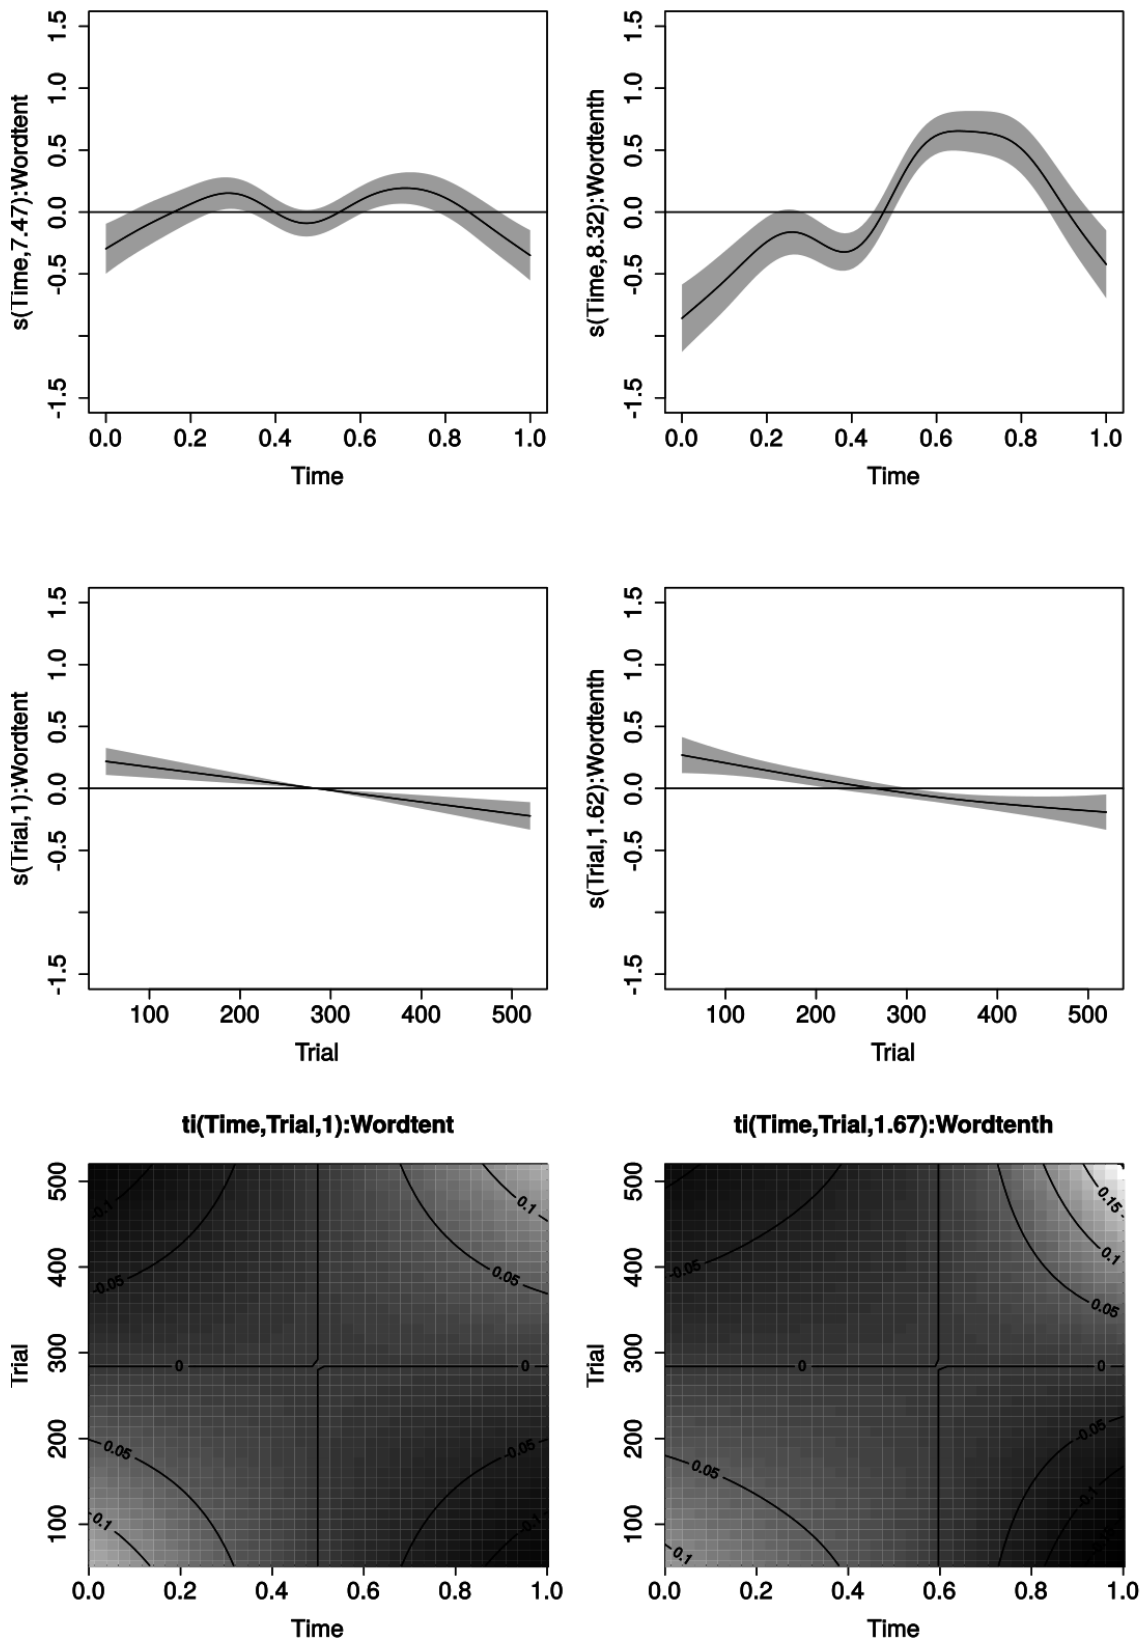 s(Time,7.47):Wordtent
1.5
1.0
0.5
0.0
-0.5
-1.5
0.0 0.2 0.4 0.6 0.8 1.0
Time
s(Time,8.32):Wordtenth
1.5
1.0
0.5
0.0
-0.5
-1.5
0.0 0.2 0.4 0.6 0.8 1.0
Time
s(Trial,1):Wordtent
1.5
1.0
0.5
0.0
-0.5
-1.5
100 200 300 400 500
Trial
s(Trial,1.62):Wordtenth
1.5
1.0
0.5
0.0
-0.5
-1.5
100 200 300 400 500
Trial
ti(Time,Trial,1):Wordtent
Trial
500
400
300
200
100
-0.1
0.1
-0.05
0.05
0
0
0.05
-0.05
0.1
-0.1
0.0 0.2 0.4 0.6 0.8 1.0
Time
ti(Time,Trial,1.67):Wordtenth
Trial
500
400
300
200
100
0.15
0.1
-0.05
0.05
0
0
-0.05
0.05
-0.1
0.1
0.0 0.2 0.4 0.6 0.8 1.0
Time